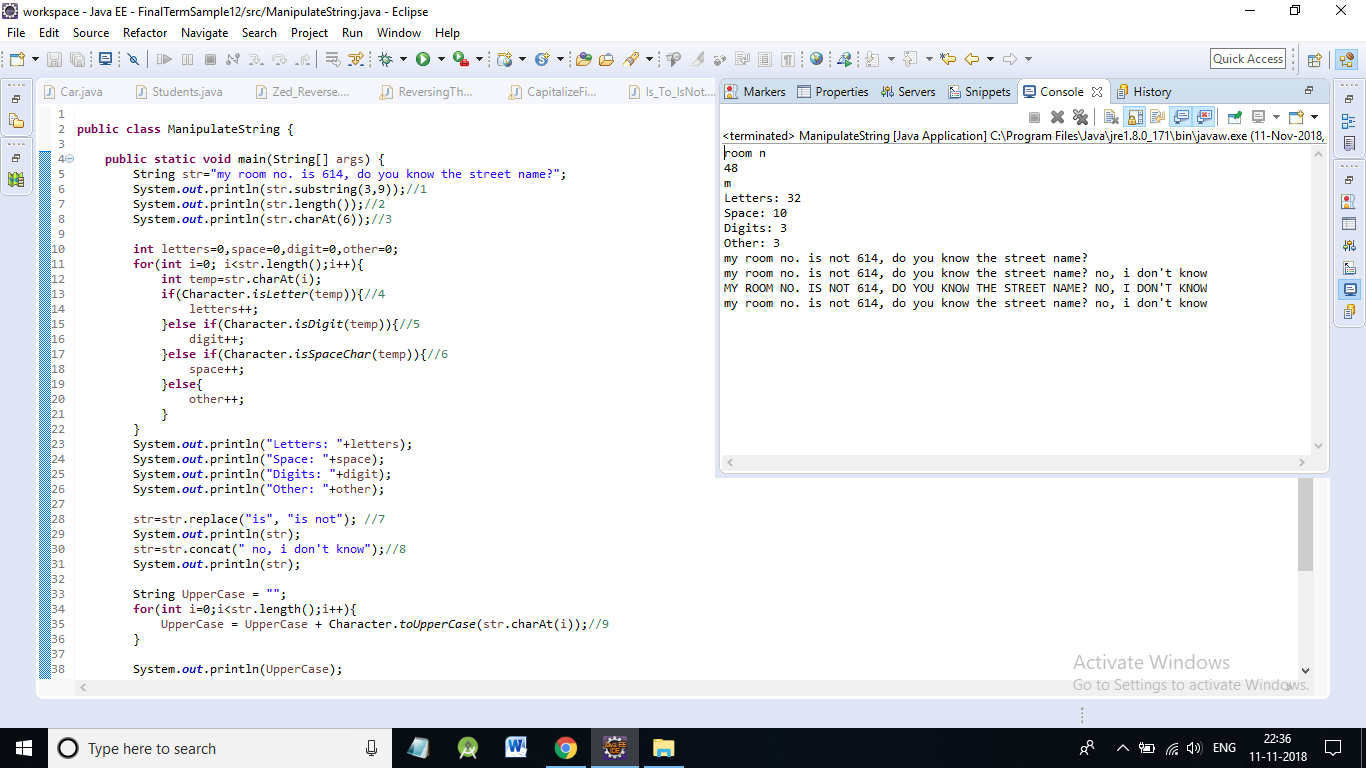 workspace - Java EE - FinalTermSample12/src/ManipulateString.java - Eclipse
File Edit Source Refactor Navigate Search Project Run Window Help
Quick Access
Car.java Students.java Zed_Reverse.... ReversingTh... CapitalizeFi... Is_To_IsNot....
Markers Properties Servers Snippets Console History
<terminated> ManipulateString [Java Application] C:\Program Files\Java\jre1.8.0_171\bin\javaw.exe (11-Nov-2018,
room n
48
m
Letters: 32
Space: 10
Digits: 3
Other: 3
my room no. is not 614, do you know the street name?
my room no. is not 614, do you know the street name? no, i don't know
MY ROOM NO. IS NOT 614, DO YOU KNOW THE STREET NAME? NO, I DON'T KNOW
my room no. is not 614, do you know the street name? no, i don't know
1
2 public class ManipulateString {
3
4 public static void main(String[] args) {
5 String str="my room no. is 614, do you know the street name?";
6 System.out.println(str.substring(3,9));//1
7 System.out.println(str.length());//2
8 System.out.println(str.charAt(6));//3
9
10 int letters=0,space=0,digit=0,other=0;
11 for(int i=0; i<str.length();i++){
12 int temp=str.charAt(i);
13 if(Character.isLetter(temp)){//4
14 letters++;
15 }else if(Character.isDigit(temp)){//5
16 digit++;
17 }else if(Character.isSpaceChar(temp)){//6
18 space++;
19 }else{
20 other++;
21 }
22 }
23 System.out.println("Letters: "+letters);
24 System.out.println("Space: "+space);
25 System.out.println("Digits: "+digit);
26 System.out.println("Other: "+other);
27
28 str=str.replace("is", "is not"); //7
29 System.out.println(str);
30 str=str.concat(" no, i don't know");//8
31 System.out.println(str);
32
33 String UpperCase = "";
34 for(int i=0;i<str.length();i++){
35 UpperCase = UpperCase + Character.toUpperCase(str.charAt(i));//9
36 }
37
38 System.out.println(UpperCase);
Activate Windows
Go to Settings to activate Windows.
Type here to search
ENG
22:36
11-11-2018